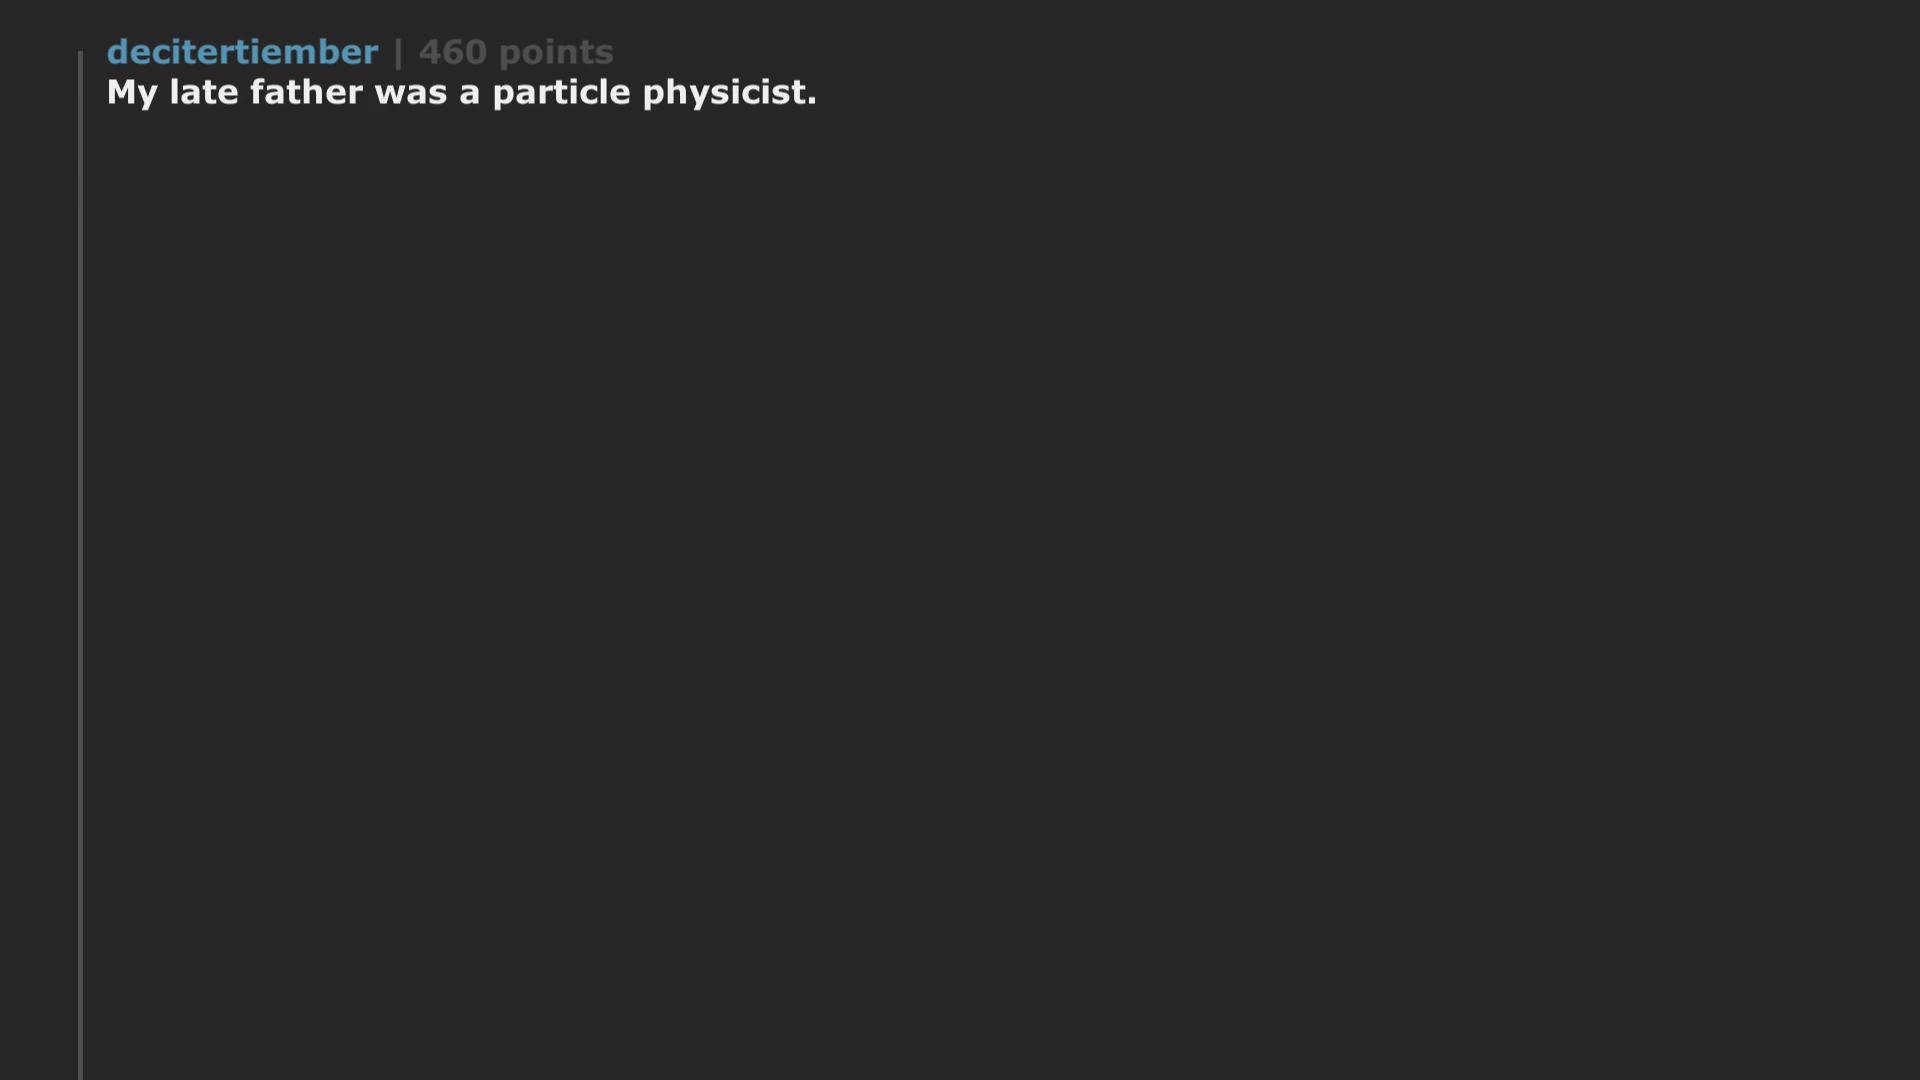 decitertiember | 460 points
My late father was a particle physicist.